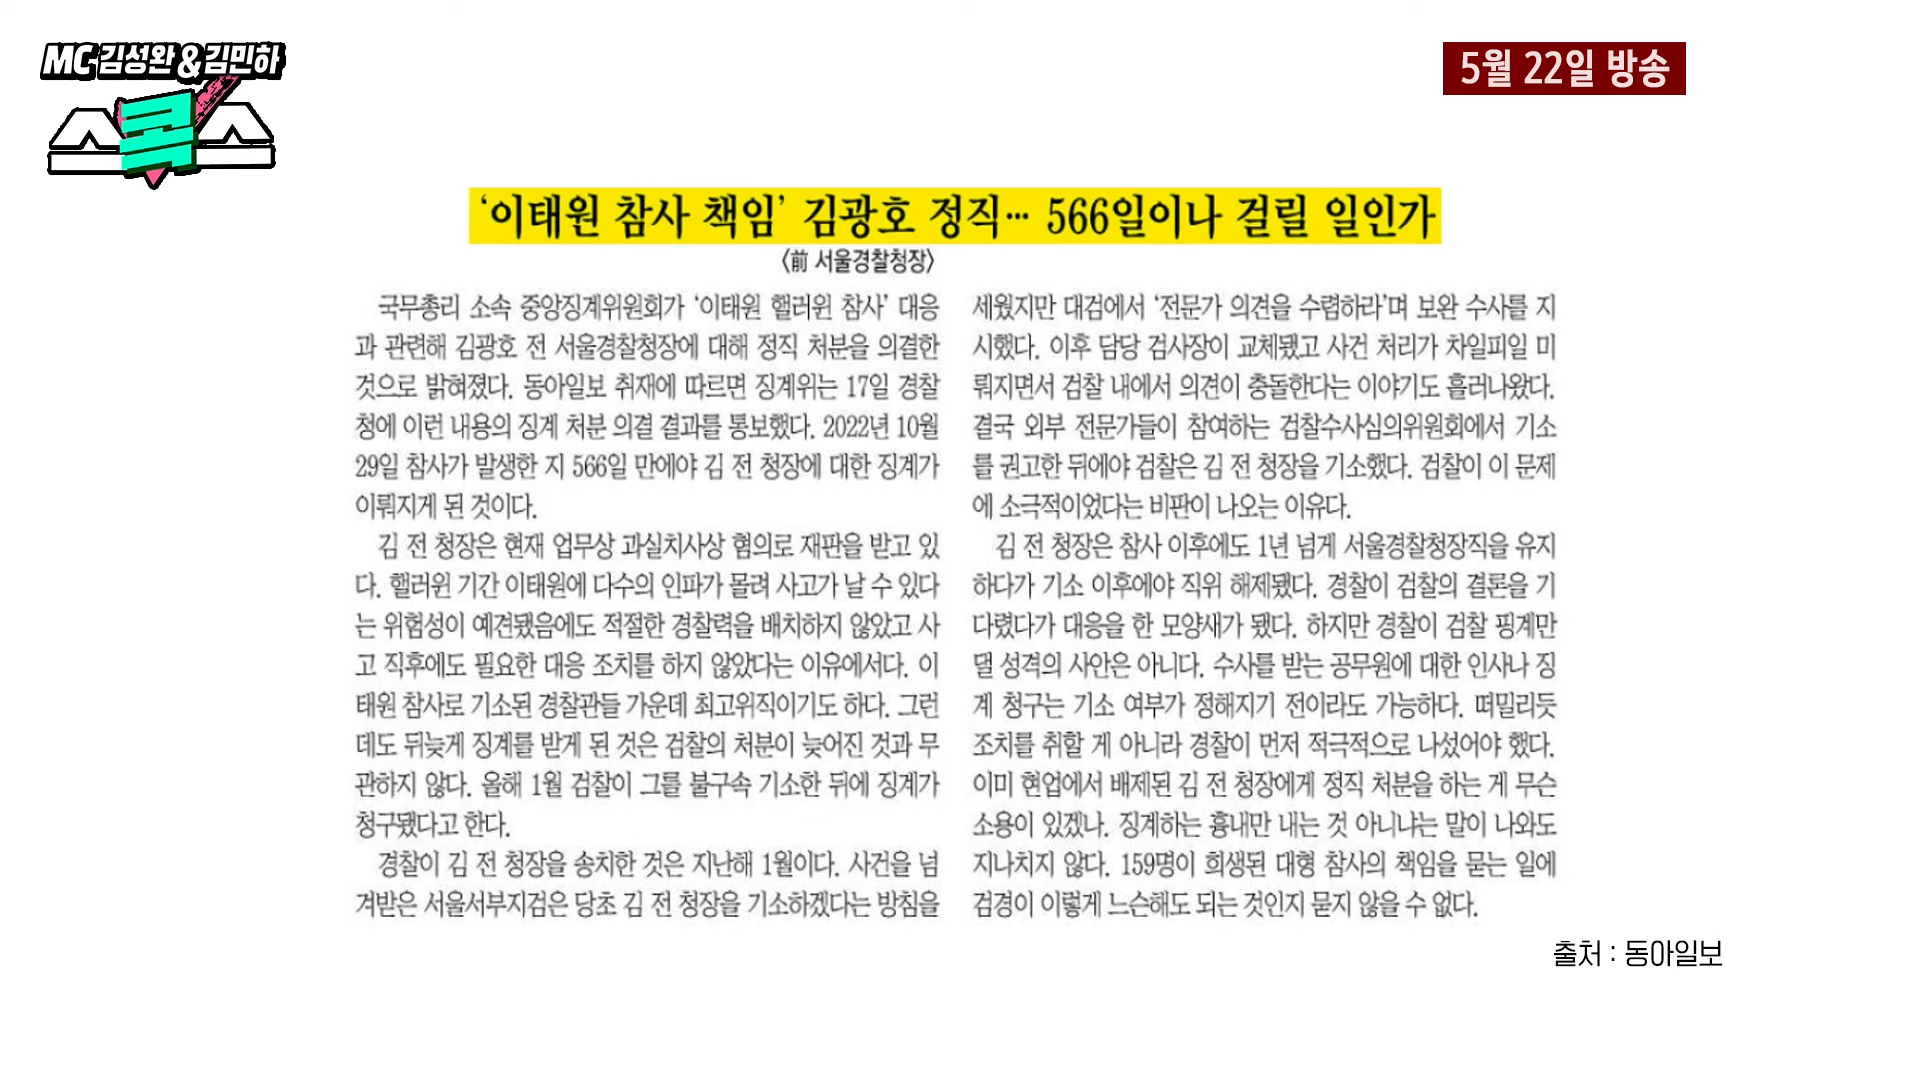 MC 김성완&김민하
스콕스
5월 22일 방송
‘이태원 참사 책임’ 김광호 정직… 566일이나 걸릴 일인가
〈前 서울경찰청장〉
국무총리 소속 중앙징계위원회가 ‘이태원 핼러윈 참사’ 대응
과 관련해 김광호 전 서울경찰청장에 대해 정직 처분을 의결한
것으로 밝혀졌다. 동아일보 취재에 따르면 징계위는 17일 경찰
청에 이런 내용의 징계 처분 의결 결과를 통보했다. 2022년 10월
29일 참사가 발생한 지 566일 만에야 김 전 청장에 대한 징계가
이뤄지게 된 것이다.
김 전 청장은 현재 업무상 과실치사상 혐의로 재판을 받고 있
다. 핼러윈 기간 이태원에 다수의 인파가 몰려 사고가 날 수 있다
는 위험성이 예견됐음에도 적절한 경찰력을 배치하지 않았고 사
고 직후에도 필요한 대응 조치를 하지 않았다는 이유에서다. 이
태원 참사로 기소된 경찰관들 가운데 최고위직이기도 하다. 그런
데도 뒤늦게 징계를 받게 된 것은 검찰의 처분이 늦어진 것과 무
관하지 않다. 올해 1월 검찰이 그를 불구속 기소한 뒤에 징계가
청구됐다고 한다.
경찰이 김 전 청장을 송치한 것은 지난해 1월이다. 사건을 넘
겨받은 서울서부지검은 당초 김 전 청장을 기소하겠다는 방침을
세웠지만 대검에서 ‘전문가 의견을 수렴하라’며 보완 수사를 지
시했다. 이후 담당 검사장이 교체됐고 사건 처리가 차일피일 미
뤄지면서 검찰 내에서 의견이 충돌한다는 이야기도 흘러나왔다.
결국 외부 전문가들이 참여하는 검찰수사심의위원회에서 기소
를 권고한 뒤에야 검찰은 김 전 청장을 기소했다. 검찰이 이 문제
에 소극적이었다는 비판이 나오는 이유다.
김 전 청장은 참사 이후에도 1년 넘게 서울경찰청장직을 유지
하다가 기소 이후에야 직위 해제됐다. 경찰이 검찰의 결론을 기
다렸다가 대응을 한 모양새가 됐다. 하지만 경찰이 검찰 핑계만
댈 성격의 사안은 아니다. 수사를 받는 공무원에 대한 인사나 징
계 청구는 기소 여부가 정해지기 전이라도 가능하다. 떠밀리듯
조치를 취할 게 아니라 경찰이 먼저 적극적으로 나섰어야 했다.
이미 현업에서 배제된 김 전 청장에게 정직 처분을 하는 게 무슨
소용이 있겠나. 징계하는 흉내만 내는 것 아니냐는 말이 나와도
지나치지 않다. 159명이 희생된 대형 참사의 책임을 묻는 일에
검경이 이렇게 느슨해도 되는 것인지 묻지 않을 수 없다.
출처 : 동아일보